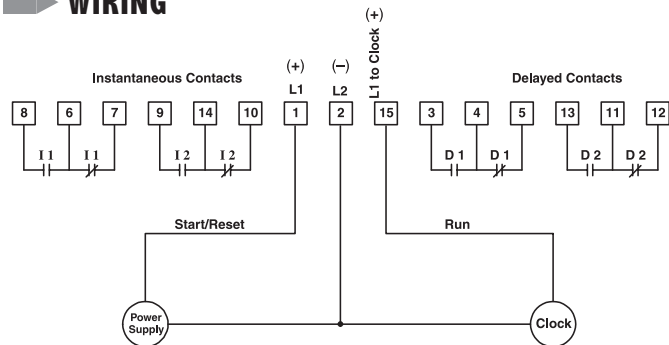 WIRING
(+)
L1 to Clock
(+)
L1
(−)
L2
Instantaneous Contacts
Delayed Contacts
8 6 7 9 14 10 1 2 15 3 4 5 13 11 12
I 1 I 1 I 2 I 2 D 1 D 1 D 2 D 2
Start/Reset
Run
Power
Supply
Clock